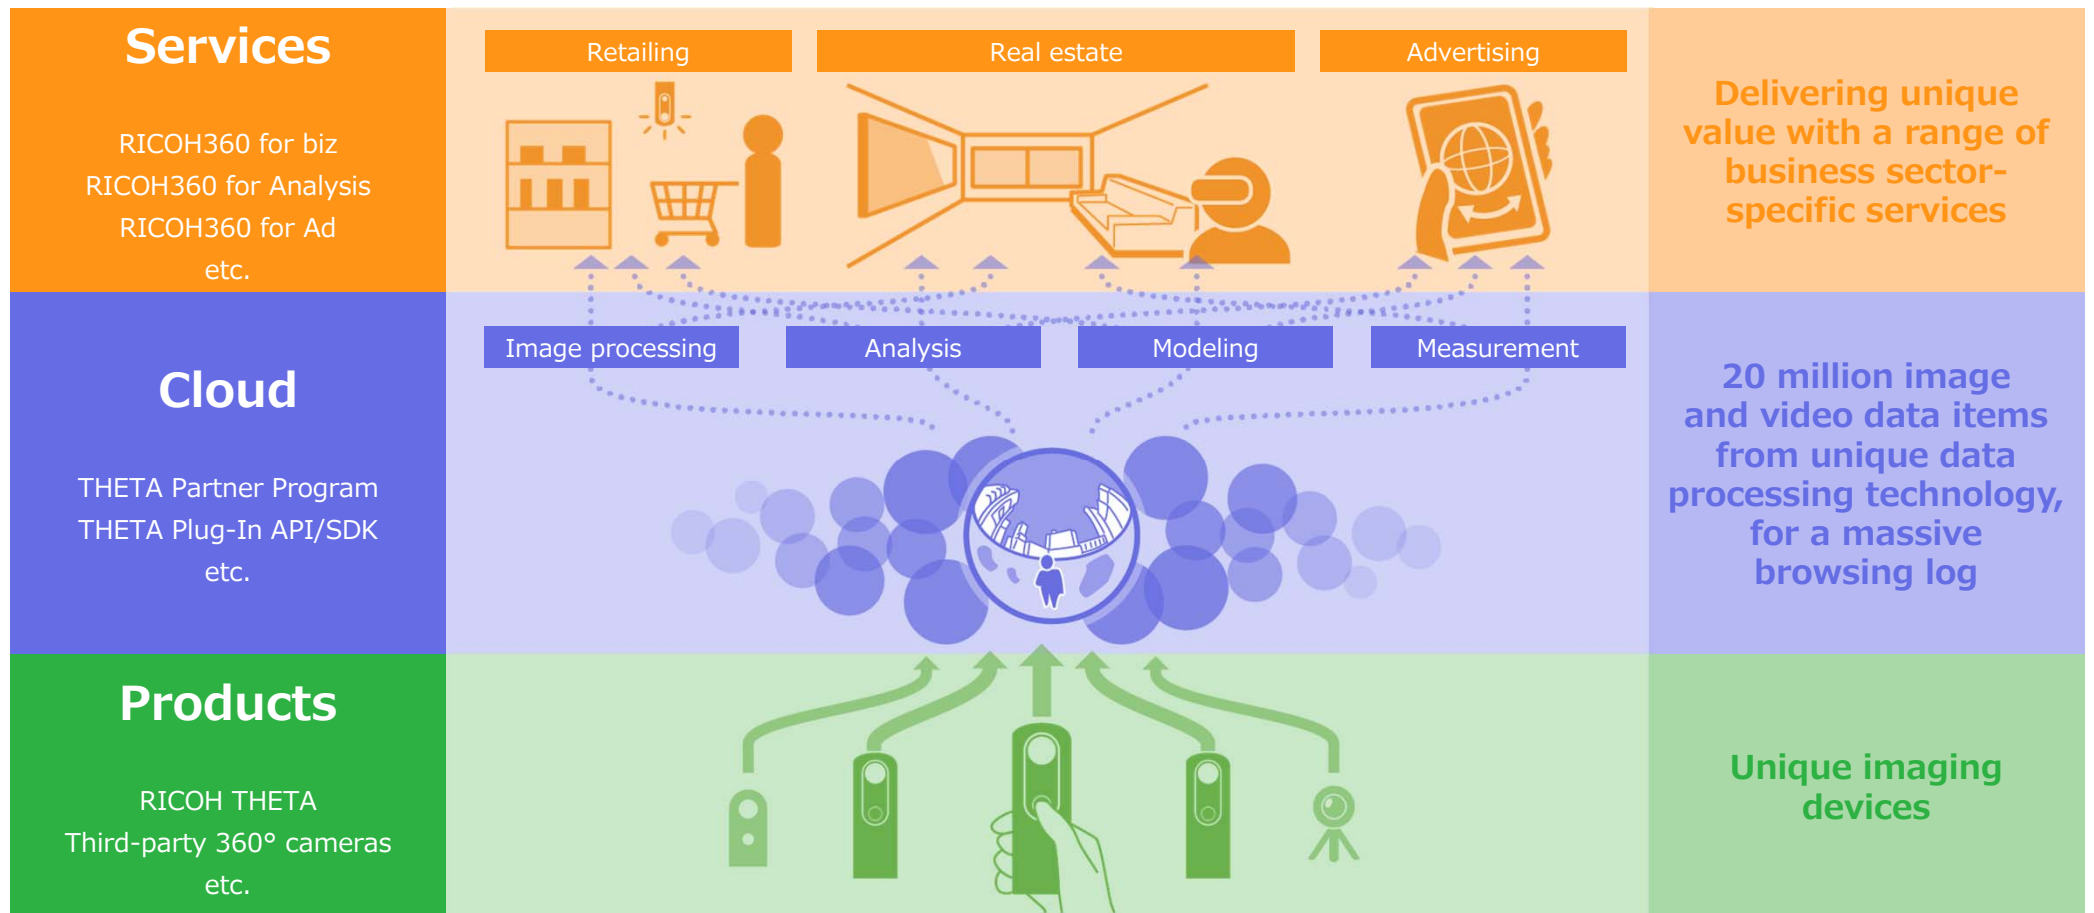 Services
RICOH360 for biz
RICOH360 for Analysis
RICOH360 for Ad
etc.
Retailing
Real estate
Advertising
Delivering unique
value with a range of
business sector-
specific services
Cloud
THETA Partner Program
THETA Plug-In API/SDK
etc.
Image processing
Analysis
Modeling
Measurement
20 million image
and video data items
from unique data
processing technology,
for a massive
browsing log
Products
RICOH THETA
Third-party 360° cameras
etc.
Unique imaging
devices